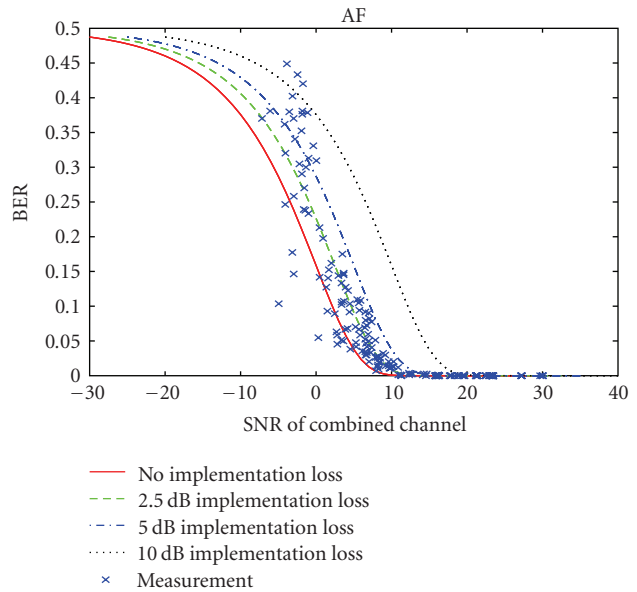 AF
0.5
0.45
0.4
0.35
0.3
0.25
0.2
0.15
0.1
0.05
0
BER
−30 −20 −10 0 10 20 30 40
SNR of combined channel
No implementation loss
2.5 dB implementation loss
5 dB implementation loss
10 dB implementation loss
Measurement